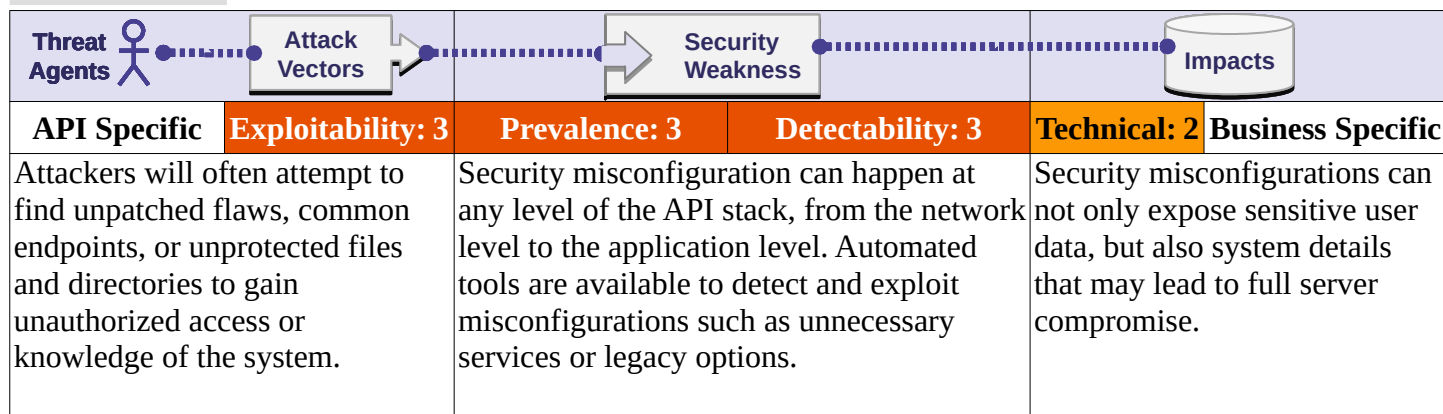 Threat
Agents
Attack
Vectors
Security
Weakness
Impacts
API Specific
Exploitability: 3
Prevalence: 3
Detectability: 3
Technical: 2
Business Specific
Attackers will often attempt to
find unpatched flaws, common
endpoints, or unprotected files
and directories to gain
unauthorized access or
knowledge of the system.
Security misconfiguration can happen at
any level of the API stack, from the network
level to the application level. Automated
tools are available to detect and exploit
misconfigurations such as unnecessary
services or legacy options.
Security misconfigurations can
not only expose sensitive user
data, but also system details
that may lead to full server
compromise.